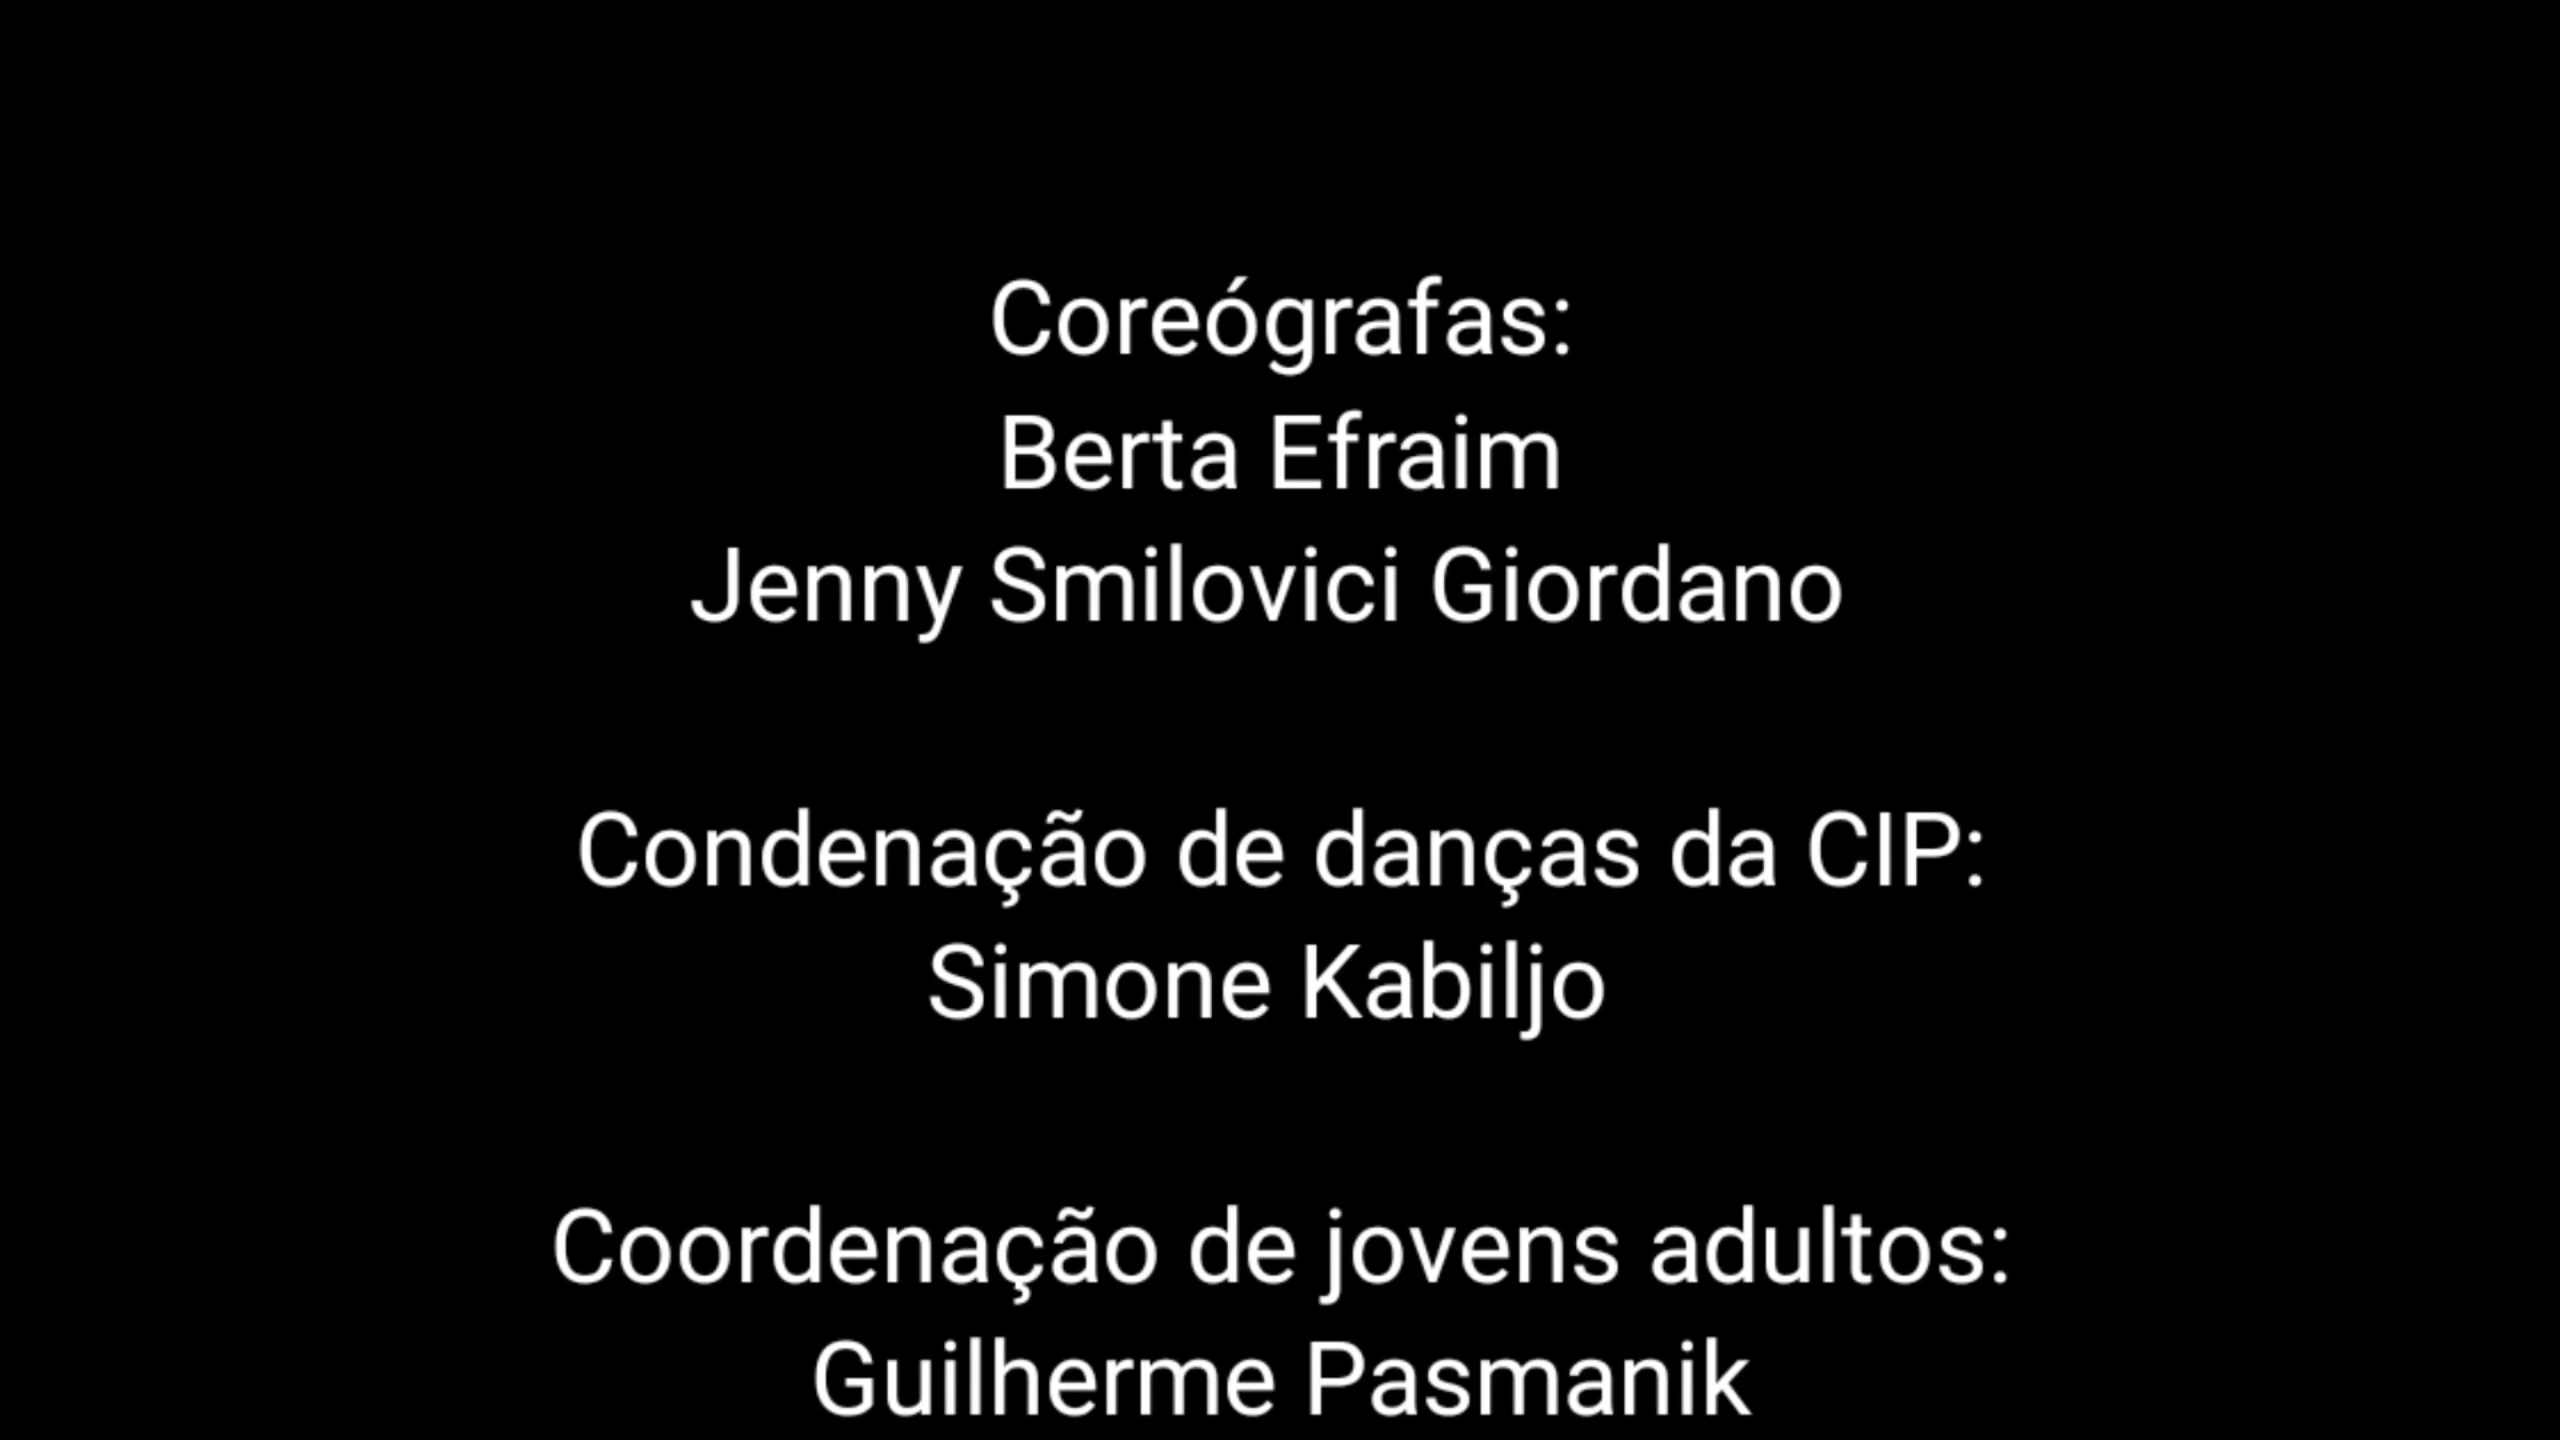 Coreógrafas:
Berta Efraim
Jenny Smilovici Giordano
Condenação de danças da CIP:
Simone Kabiljo
Coordenação de jovens adultos:
Guilherme Pasmanik